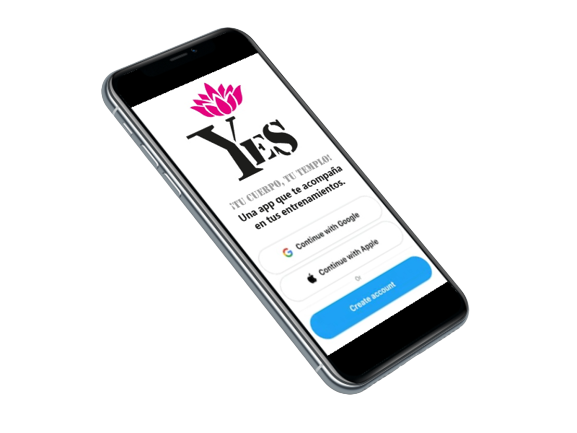 YES
¡TU CUERPO, TU TEMPLO!
Una app que te acompaña
en tus entrenamientos.
Continue with Google
Continue with Apple
Or
Create account